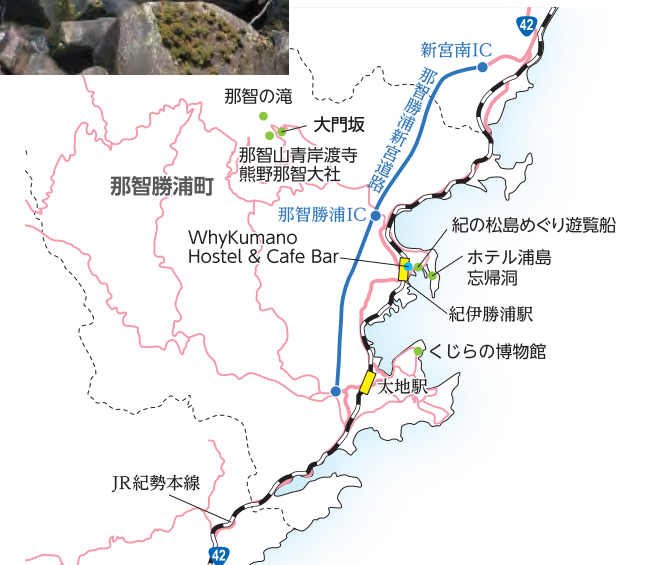 42
新宮南IC
那智勝浦新宮道路
那智の滝
大門坂
那智山青岸渡寺
熊野那智大社
那智勝浦町
那智勝浦IC
紀の松島めぐり遊覧船
WhyKumano
Hostel & Cafe Bar
ホテル浦島
忘帰洞
紀伊勝浦駅
くじらの博物館
太地駅
JR紀勢本線
42